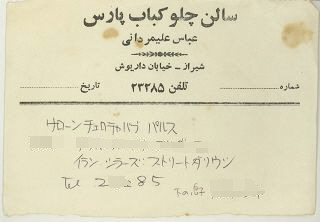 سالن چلوکباب پارس
عباس علیمردانی
شیراز - خیابان داریوش
شماره تلفن ۲۳۲۸۵ تاریخ
サローンチェロケバブ パルス
イラン シラーズ ストリートダリウシ
Tel 2 85